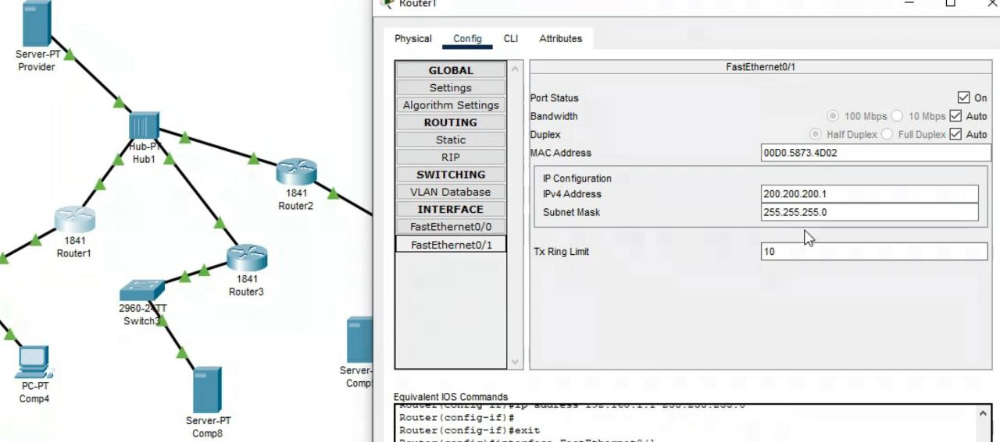 Server-PT
Provider
Hub-PT
Hub1
1841
Router2
1841
Router1
1841
Router3
2960-24TT
Switch3
PC-PT
Comp4
Server-PT
Comp8
Server-
Comp
Router1
Physical
Config
CLI
Attributes
GLOBAL
Settings
Algorithm Settings
ROUTING
Static
RIP
SWITCHING
VLAN Database
INTERFACE
FastEthernet0/0
FastEthernet0/1
FastEthernet0/1
Port Status
On
Bandwidth
100 Mbps
10 Mbps
Auto
Duplex
Half Duplex
Full Duplex
Auto
MAC Address
00D0.5873.4D02
IP Configuration
IPv4 Address
200.200.200.1
Subnet Mask
255.255.255.0
Tx Ring Limit
10
Equivalent IOS Commands
Router(config-if)#ip address 192.168.1.1 255.255.255.0
Router(config-if)#
Router(config-if)#exit
Router(config)#interface FastEthernet0/1